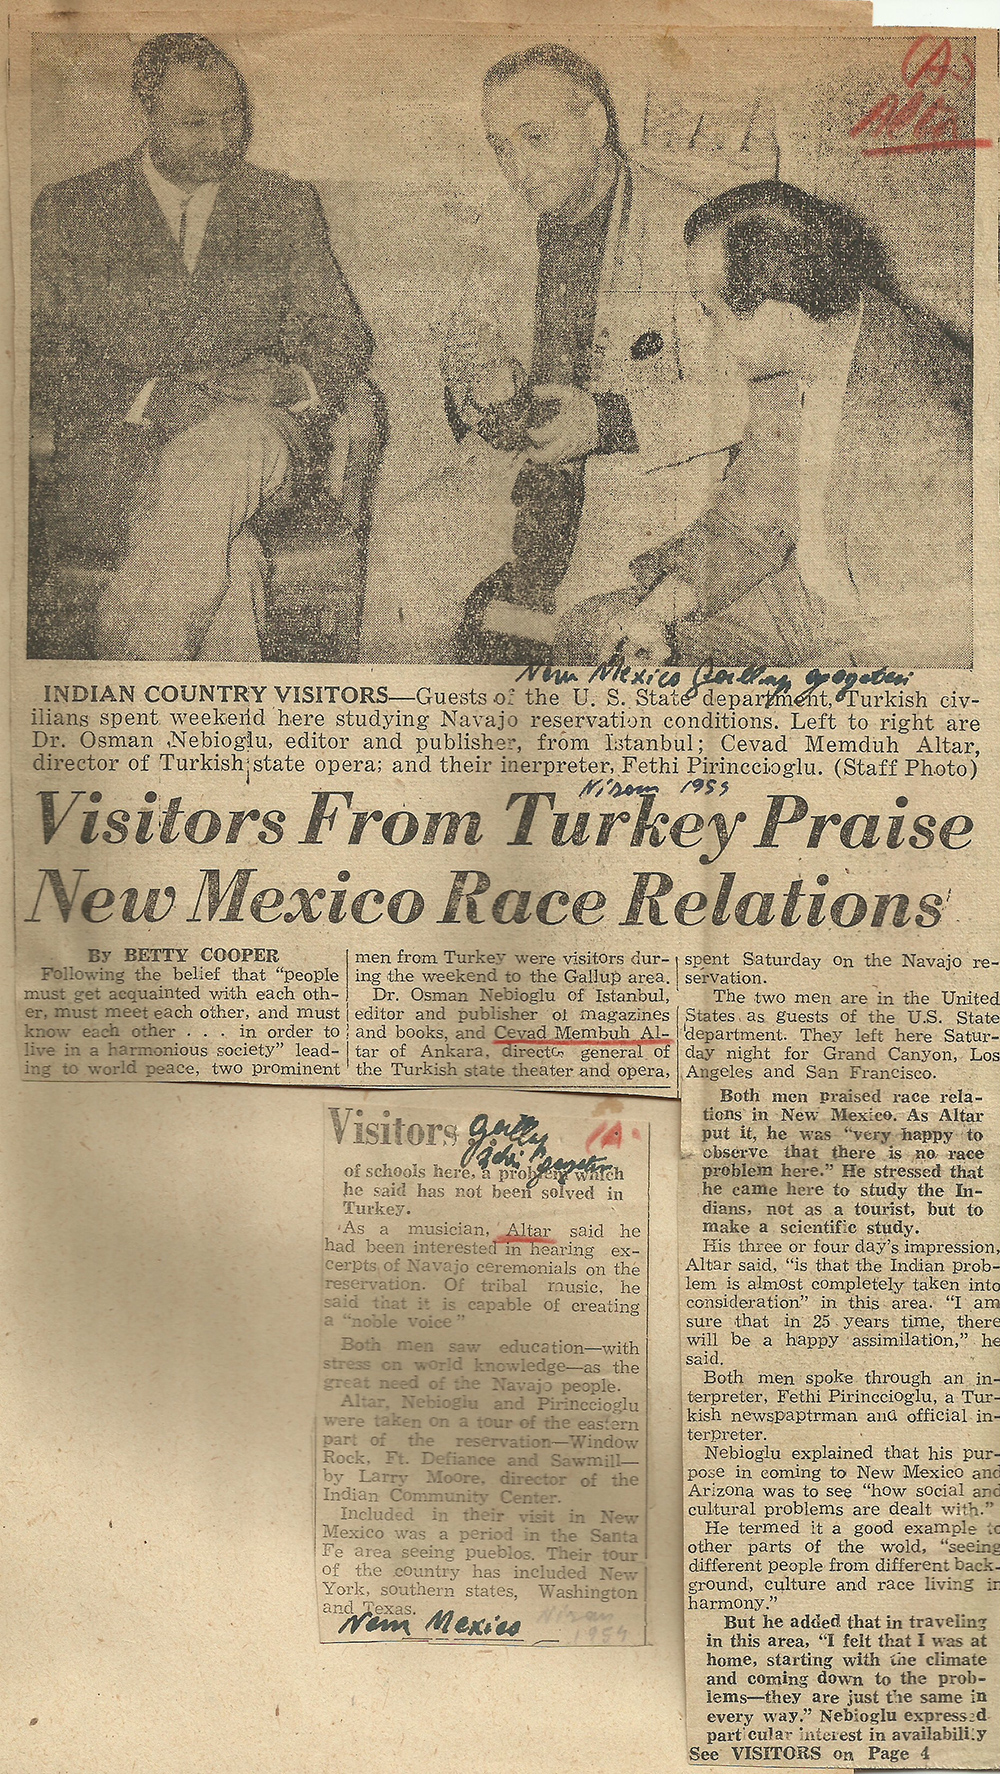 (A.)
Altar
New Mexico Gallup gazetesi
INDIAN COUNTRY VISITORS—Guests of the U. S. State department, Turkish civ-
ilians spent weekend here studying Navajo reservation conditions. Left to right are
Dr. Osman Nebioglu, editor and publisher, from Istanbul; Cevad Memduh Altar,
director of Turkish state opera; and their inerpreter, Fethi Pirinccioglu. (Staff Photo)
Nisan 1959
Visitors From Turkey Praise
New Mexico Race Relations
By BETTY COOPER
Following the belief that "people
must get acquainted with each oth-
er, must meet each other, and must
know each other . . . in order to
live in a harmonious society" lead-
ing to world peace, two prominent
men from Turkey were visitors dur-
ing the weekend to the Gallup area.
Dr. Osman Nebioglu of Istanbul,
editor and publisher of magazines
and books, and Cevad Membuh Al-
tar of Ankara, director general of
the Turkish state theater and opera,
spent Saturday on the Navajo re-
servation.
The two men are in the United
States as guests of the U.S. State
department. They left here Satur-
day night for Grand Canyon, Los
Angeles and San Francisco.
Both men praised race rela-
tions in New Mexico. As Altar
put it, he was "very happy to
observe that there is no race
problem here." He stressed that
he came here to study the In-
dians, not as a tourist, but to
make a scientific study.
His three or four day's impression,
Altar said, "is that the Indian prob-
lem is almost completely taken into
consideration" in this area. "I am
sure that in 25 years time, there
will be a happy assimilation," he
said.
Both men spoke through an in-
terpreter, Fethi Pirinccioglu, a Tur-
kish newspaptrman and official in-
terpreter.
Nebioglu explained that his pur-
pose in coming to New Mexico and
Arizona was to see "how social and
cultural problems are dealt with."
He termed it a good example to
other parts of the wold, "seeing
different people from different back-
ground, culture and race living in
harmony."
But he added that in traveling
in this area, "I felt that I was at
home, starting with the climate
and coming down to the prob-
lems—they are just the same in
every way." Nebioglu expressed
particular interest in availability
See VISITORS on Page 4
Visitors . . .
Gallup
şehri gazetesi
(A.
of schools here, a problem which
he said has not been solved in
Turkey.
As a musician, Altar said he
had been interested in hearing ex-
cerpts of Navajo ceremonials on the
reservation. Of tribal music, he
said that it is capable of creating
a "noble voice"
Both men saw education—with
stress on world knowledge—as the
great need of the Navajo people.
Altar, Nebioglu and Pirinccioglu
were taken on a tour of the eastern
part of the reservation—Window
Rock, Ft. Defiance and Sawmill—
by Larry Moore, director of the
Indian Community Center.
Included in their visit in New
Mexico was a period in the Santa
Fe area seeing pueblos. Their tour
of the country has included New
York, southern states, Washington
and Texas.
New Mexico
Nisan
1959